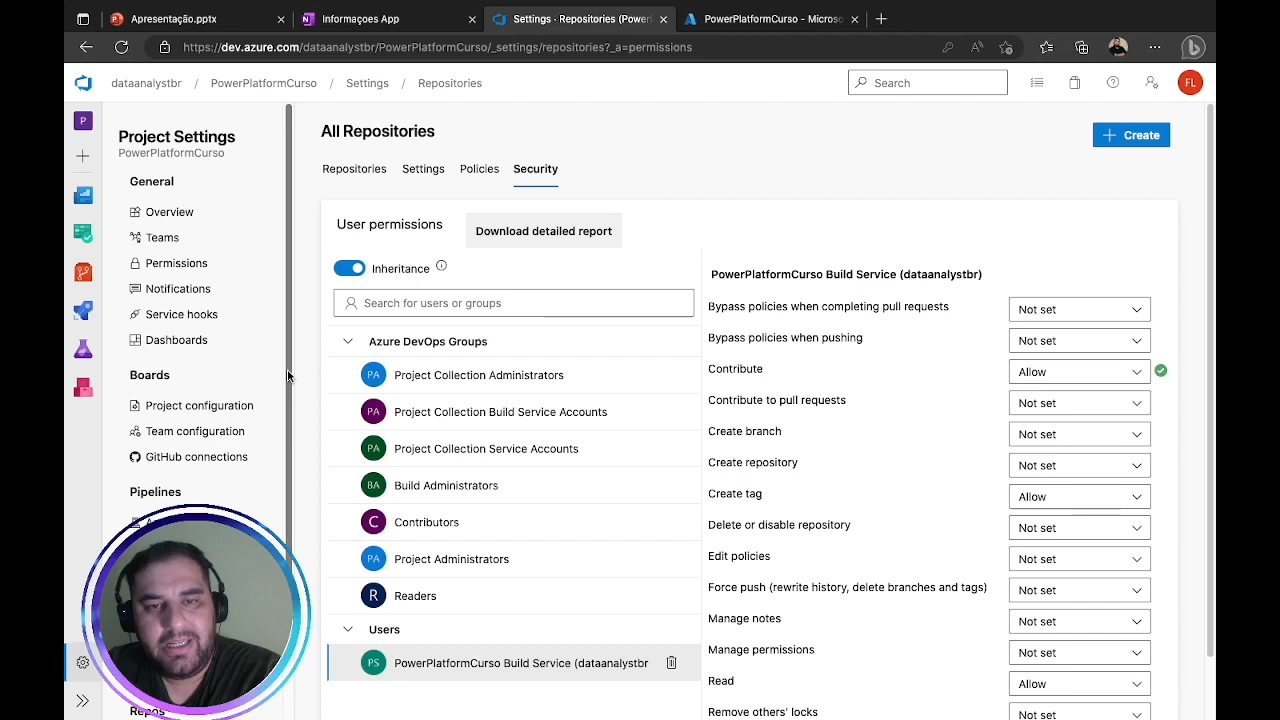 Apresentação.pptx
Informaçoes App
Settings · Repositories (Power
PowerPlatformCurso - Microso
https://dev.azure.com/dataanalystbr/PowerPlatformCurso/_settings/repositories?_a=permissions
dataanalystbr / PowerPlatformCurso / Settings / Repositories
Search
FL
P
Project Settings
PowerPlatformCurso
General
Overview
Teams
Permissions
Notifications
Service hooks
Dashboards
Boards
Project configuration
Team configuration
GitHub connections
Pipelines
Repos
All Repositories
Create
Repositories
Settings
Policies
Security
User permissions
Download detailed report
Inheritance
Search for users or groups
Azure DevOps Groups
PA Project Collection Administrators
PA Project Collection Build Service Accounts
PA Project Collection Service Accounts
BA Build Administrators
C Contributors
PA Project Administrators
R Readers
Users
PS PowerPlatformCurso Build Service (dataanalystbr
PowerPlatformCurso Build Service (dataanalystbr)
Bypass policies when completing pull requests Not set
Bypass policies when pushing Not set
Contribute Allow
Contribute to pull requests Not set
Create branch Not set
Create repository Not set
Create tag Allow
Delete or disable repository Not set
Edit policies Not set
Force push (rewrite history, delete branches and tags) Not set
Manage notes Not set
Manage permissions Not set
Read Allow
Remove others' locks Not set